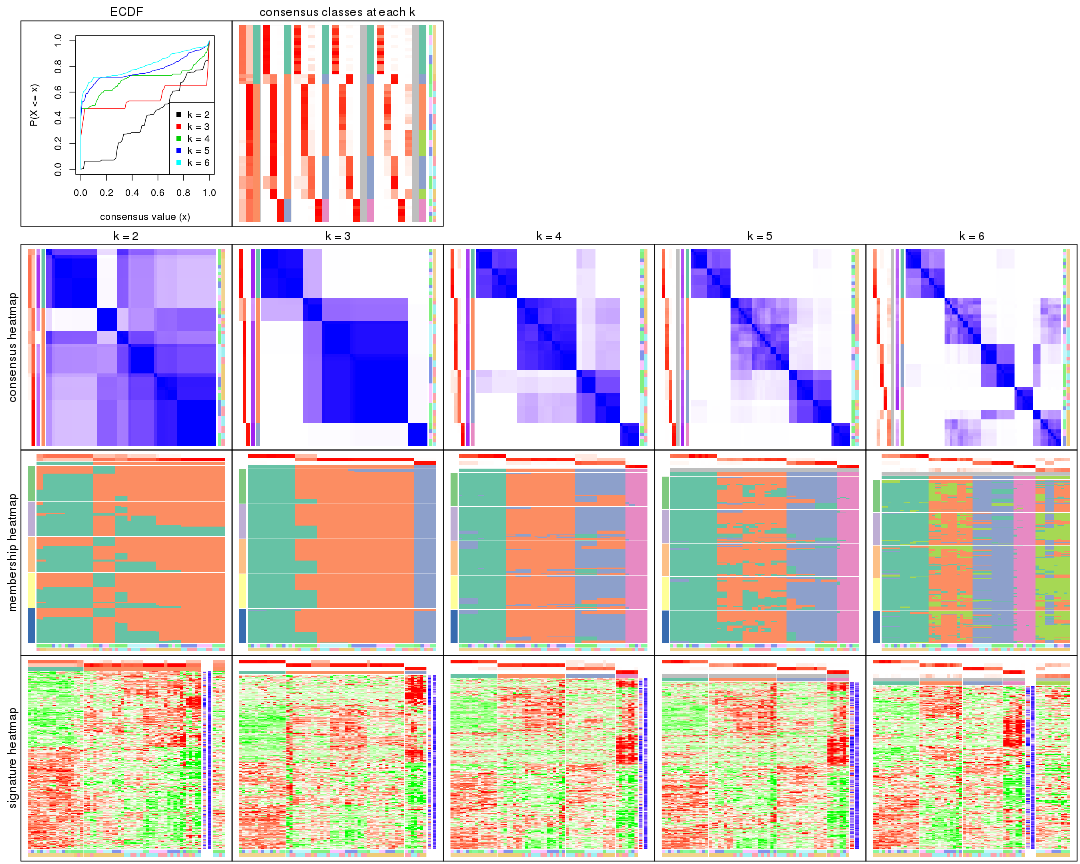 ECDF
consensus classes at each k
P(X <= x)
0.0 0.2 0.4 0.6 0.8 1.0
k = 2
k = 3
k = 4
k = 5
k = 6
0.0 0.2 0.4 0.6 0.8 1.0
consensus value (x)
k = 2
k = 3
k = 4
k = 5
k = 6
consensus heatmap
membership heatmap
signature heatmap